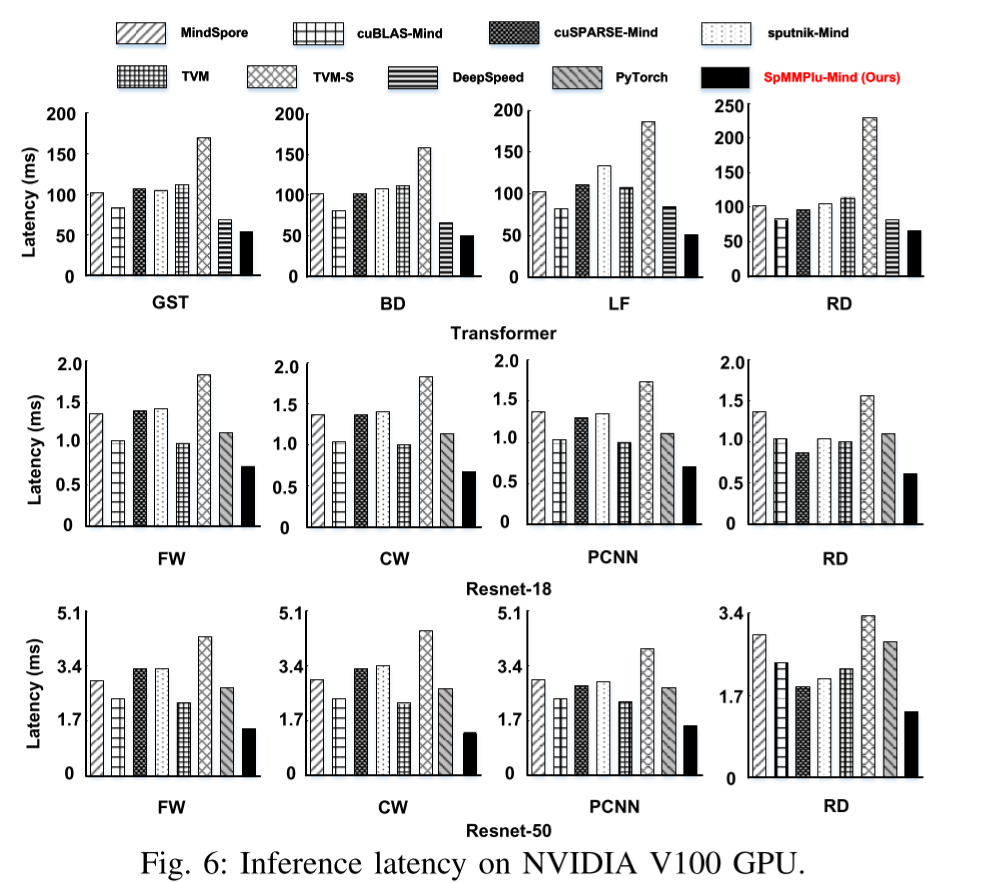 MindSpore cuBLAS-Mind cuSPARSE-Mind sputnik-Mind
TVM TVM-S DeepSpeed PyTorch SpMMPlu-Mind (Ours)
Latency (ms)
200
150
100
50
0
GST
200
150
100
50
0
BD
200
150
100
50
0
LF
250
200
150
100
50
0
RD
Transformer
Latency (ms)
2.0
1.5
1.0
0.5
0
FW
2.0
1.5
1.0
0.5
0
CW
2.0
1.5
1.0
0.5
0
PCNN
2.0
1.5
1.0
0.5
0
RD
Resnet-18
Latency (ms)
5.1
3.4
1.7
0
FW
5.1
3.4
1.7
0
CW
5.1
3.4
1.7
0
PCNN
3.4
1.7
0
RD
Resnet-50
Fig. 6: Inference latency on NVIDIA V100 GPU.